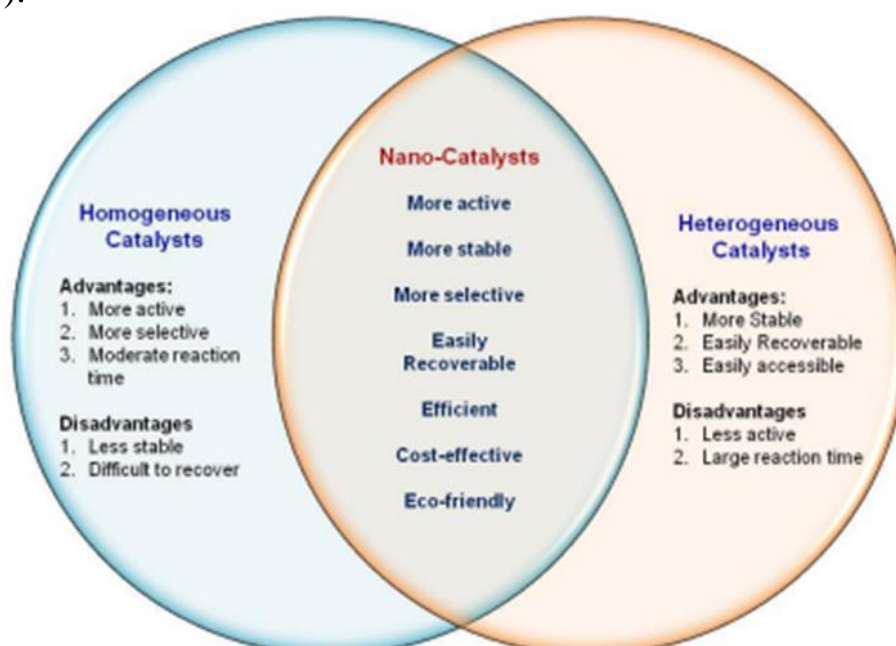 ).
Nano-Catalysts
More active
More stable
More selective
Easily
Recoverable
Efficient
Cost-effective
Eco-friendly
Homogeneous
Catalysts
Advantages:
1. More active
2. More selective
3. Moderate reaction
time
Disadvantages
1. Less stable
2. Difficult to recover
Heterogeneous
Catalysts
Advantages:
1. More Stable
2. Easily Recoverable
3. Easily accessible
Disadvantages
1. Less active
2. Large reaction time